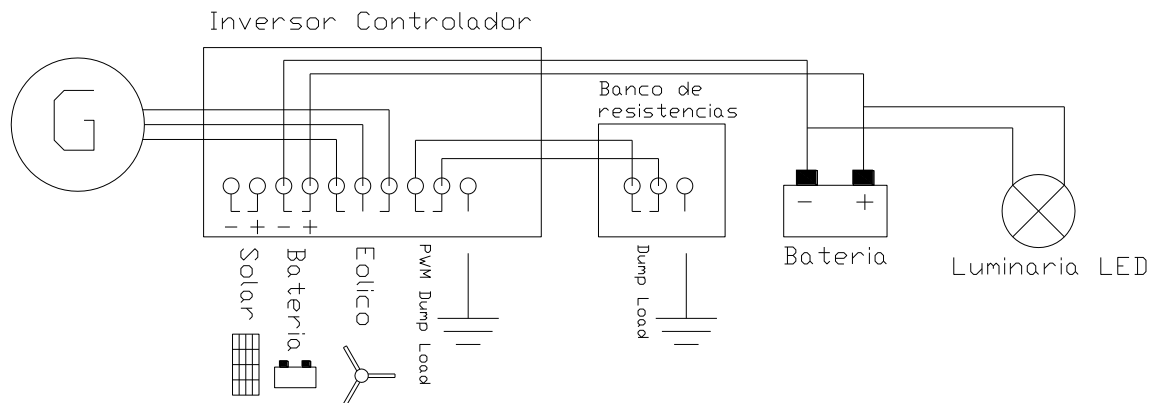 Inversor Controlador
G
Banco de
resistencias
- + - +
- +
Solar
Bateria
Eolico
PWM Dump Load
Dump Load
Bateria
Luminaria LED